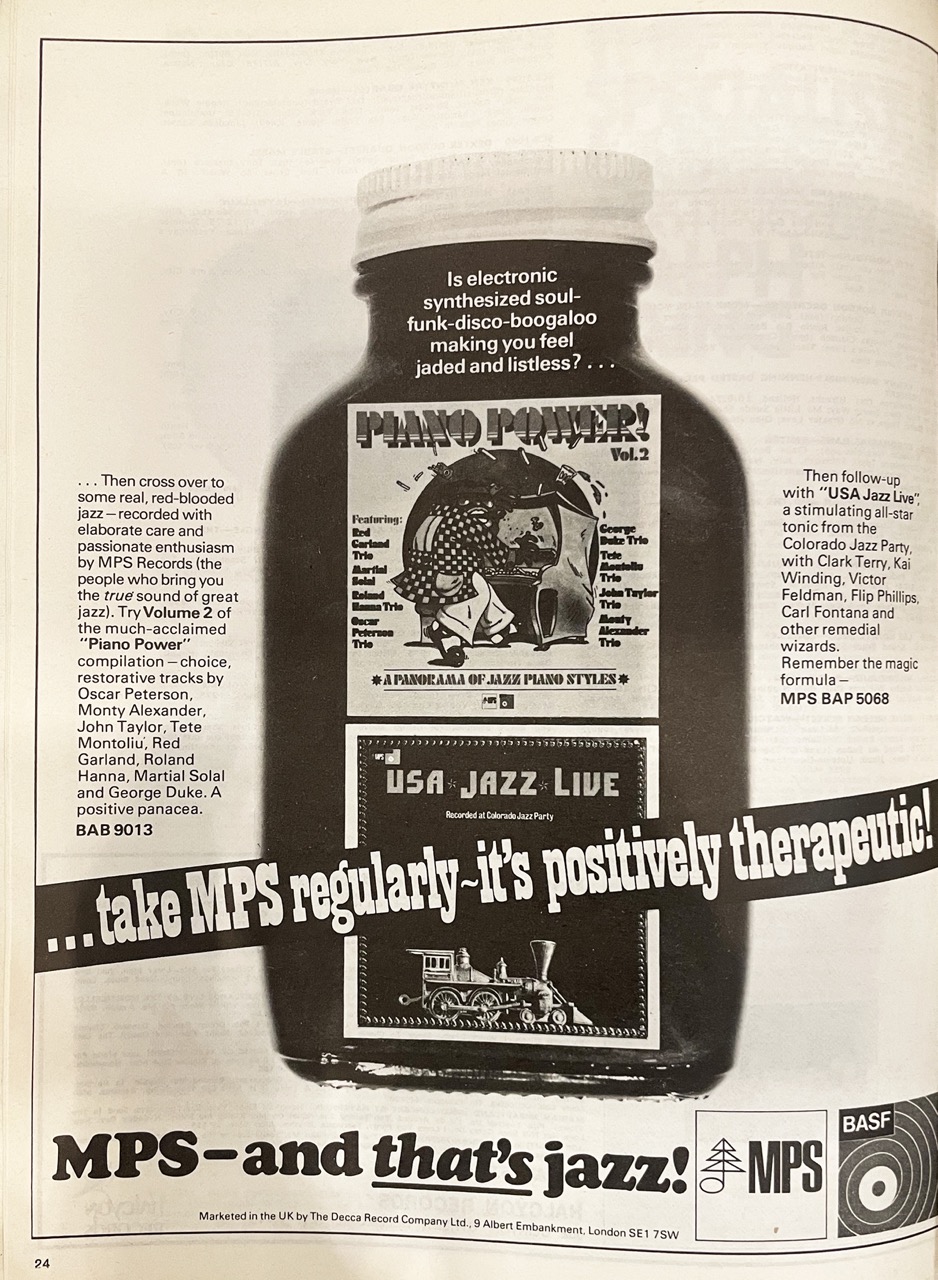 Is electronic
synthesized soul-
funk-disco-boogaloo
making you feel
jaded and listless? . . .
PIANO POWER!
Vol.2
Featuring:
Red
Garland
Trio
Martial
Solal
Roland
Hanna Trio
Oscar
Peterson
Trio
George
Duke Trio
Tete
Montoliu
Trio
John Taylor
Trio
Monty
Alexander
Trio
A PANORAMA OF JAZZ PIANO STYLES
MPS
. . . Then cross over to
some real, red-blooded
jazz – recorded with
elaborate care and
passionate enthusiasm
by MPS Records (the
people who bring you
the true sound of great
jazz). Try Volume 2 of
the much-acclaimed
"Piano Power"
compilation – choice,
restorative tracks by
Oscar Peterson,
Monty Alexander,
John Taylor, Tete
Montoliu, Red
Garland, Roland
Hanna, Martial Solal
and George Duke. A
positive panacea.
BAB 9013
Then follow-up
with "USA Jazz Live",
a stimulating all-star
tonic from the
Colorado Jazz Party,
with Clark Terry, Kai
Winding, Victor
Feldman, Flip Phillips,
Carl Fontana and
other remedial
wizards.
Remember the magic
formula –
MPS BAP 5068
MPS
USA JAZZ LIVE
Recorded at Colorado Jazz Party
...take MPS regularly~it's positively therapeutic!
MPS–and that's jazz!
MPS
BASF
Marketed in the UK by The Decca Record Company Ltd., 9 Albert Embankment, London SE1 7SW
24